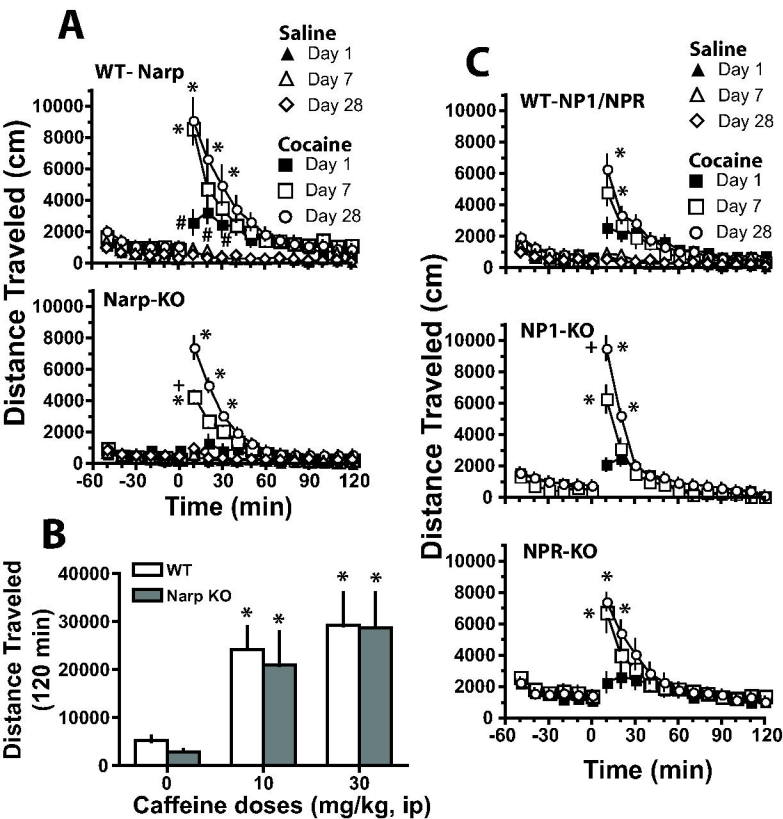 A
Saline
Day 1
Day 7
Day 28
Cocaine
Day 1
Day 7
Day 28
WT- Narp
10000
8000
6000
4000
2000
0
*
*
*
*
#
#
#
Narp-KO
10000
8000
6000
4000
2000
0
*
*
*
+
*
-60
-30
0
30
60
90
120
Time (min)
Distance Traveled (cm)
B
WT
Narp KO
40000
30000
20000
10000
0
*
*
*
*
0
10
30
Caffeine doses (mg/kg, ip)
Distance Traveled
(120 min)
C
Saline
Day 1
Day 7
Day 28
Cocaine
Day 1
Day 7
Day 28
WT-NP1/NPR
10000
8000
6000
4000
2000
0
*
*
NP1-KO
10000
8000
6000
4000
2000
0
+
*
*
*
NPR-KO
10000
8000
6000
4000
2000
0
*
*
*
-60
-30
0
30
60
90
120
Time (min)
Distance Traveled (cm)